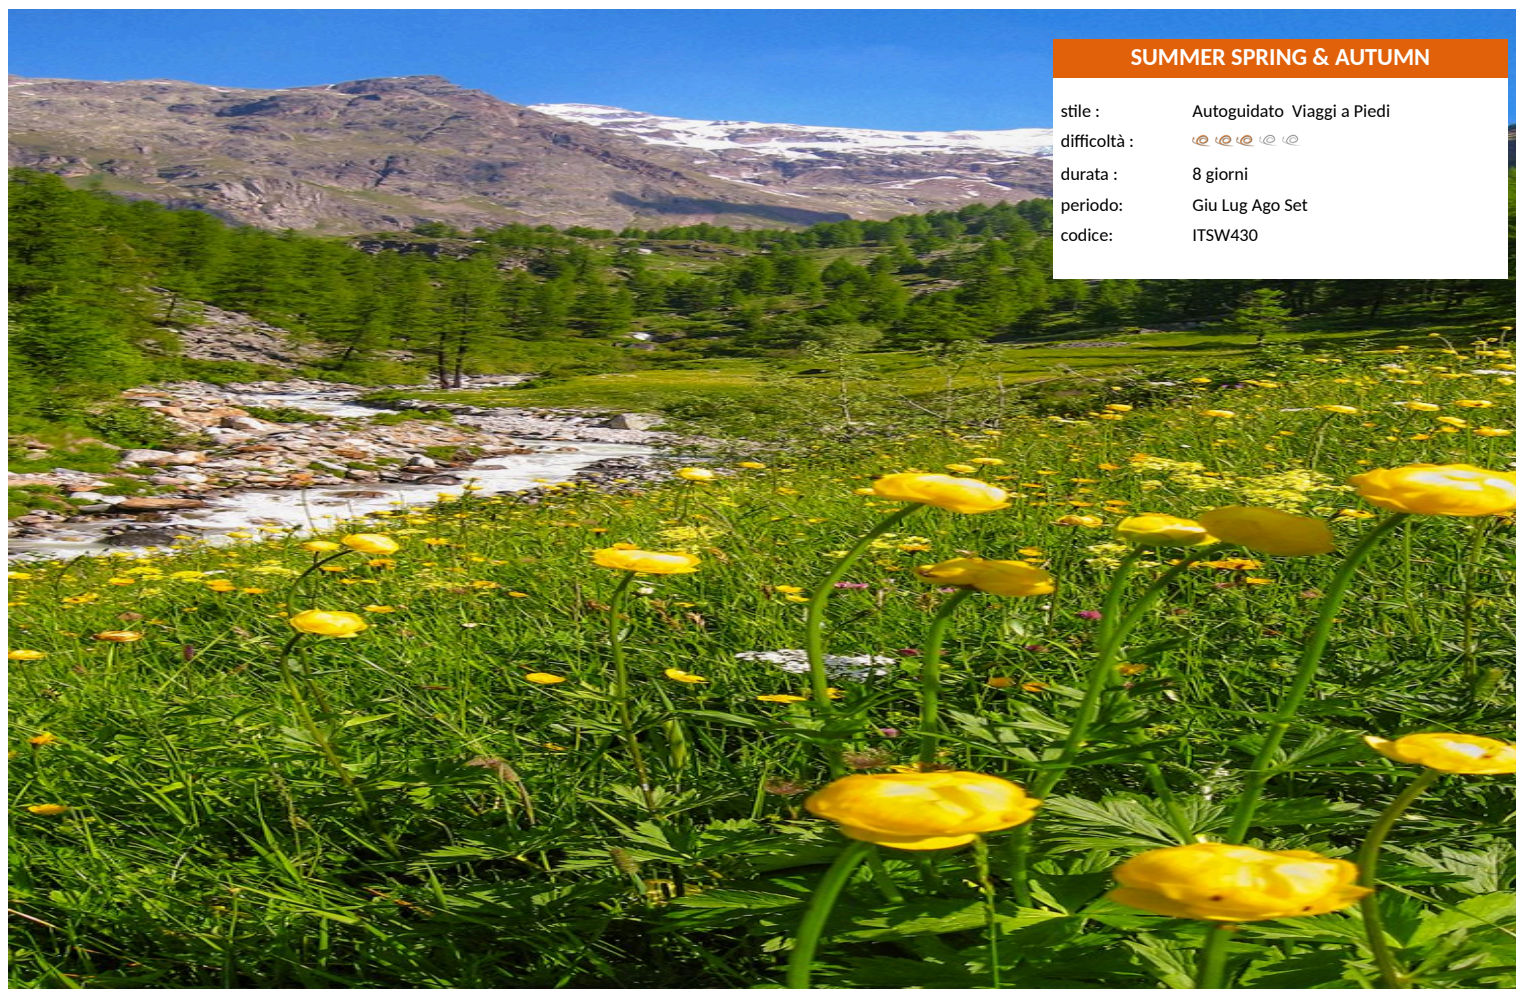 SUMMER SPRING & AUTUMN
stile : Autoguidato  Viaggi a Piedi
difficoltà :
durata : 8 giorni
periodo: Giu Lug Ago Set
codice: ITSW430